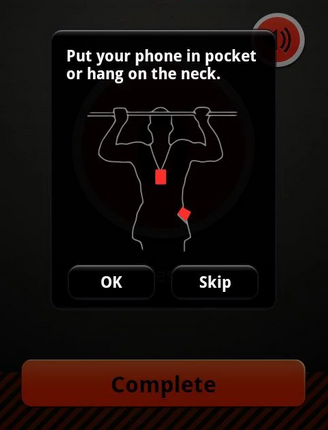 Put your phone in pocket
or hang on the neck.
OK
Skip
Complete